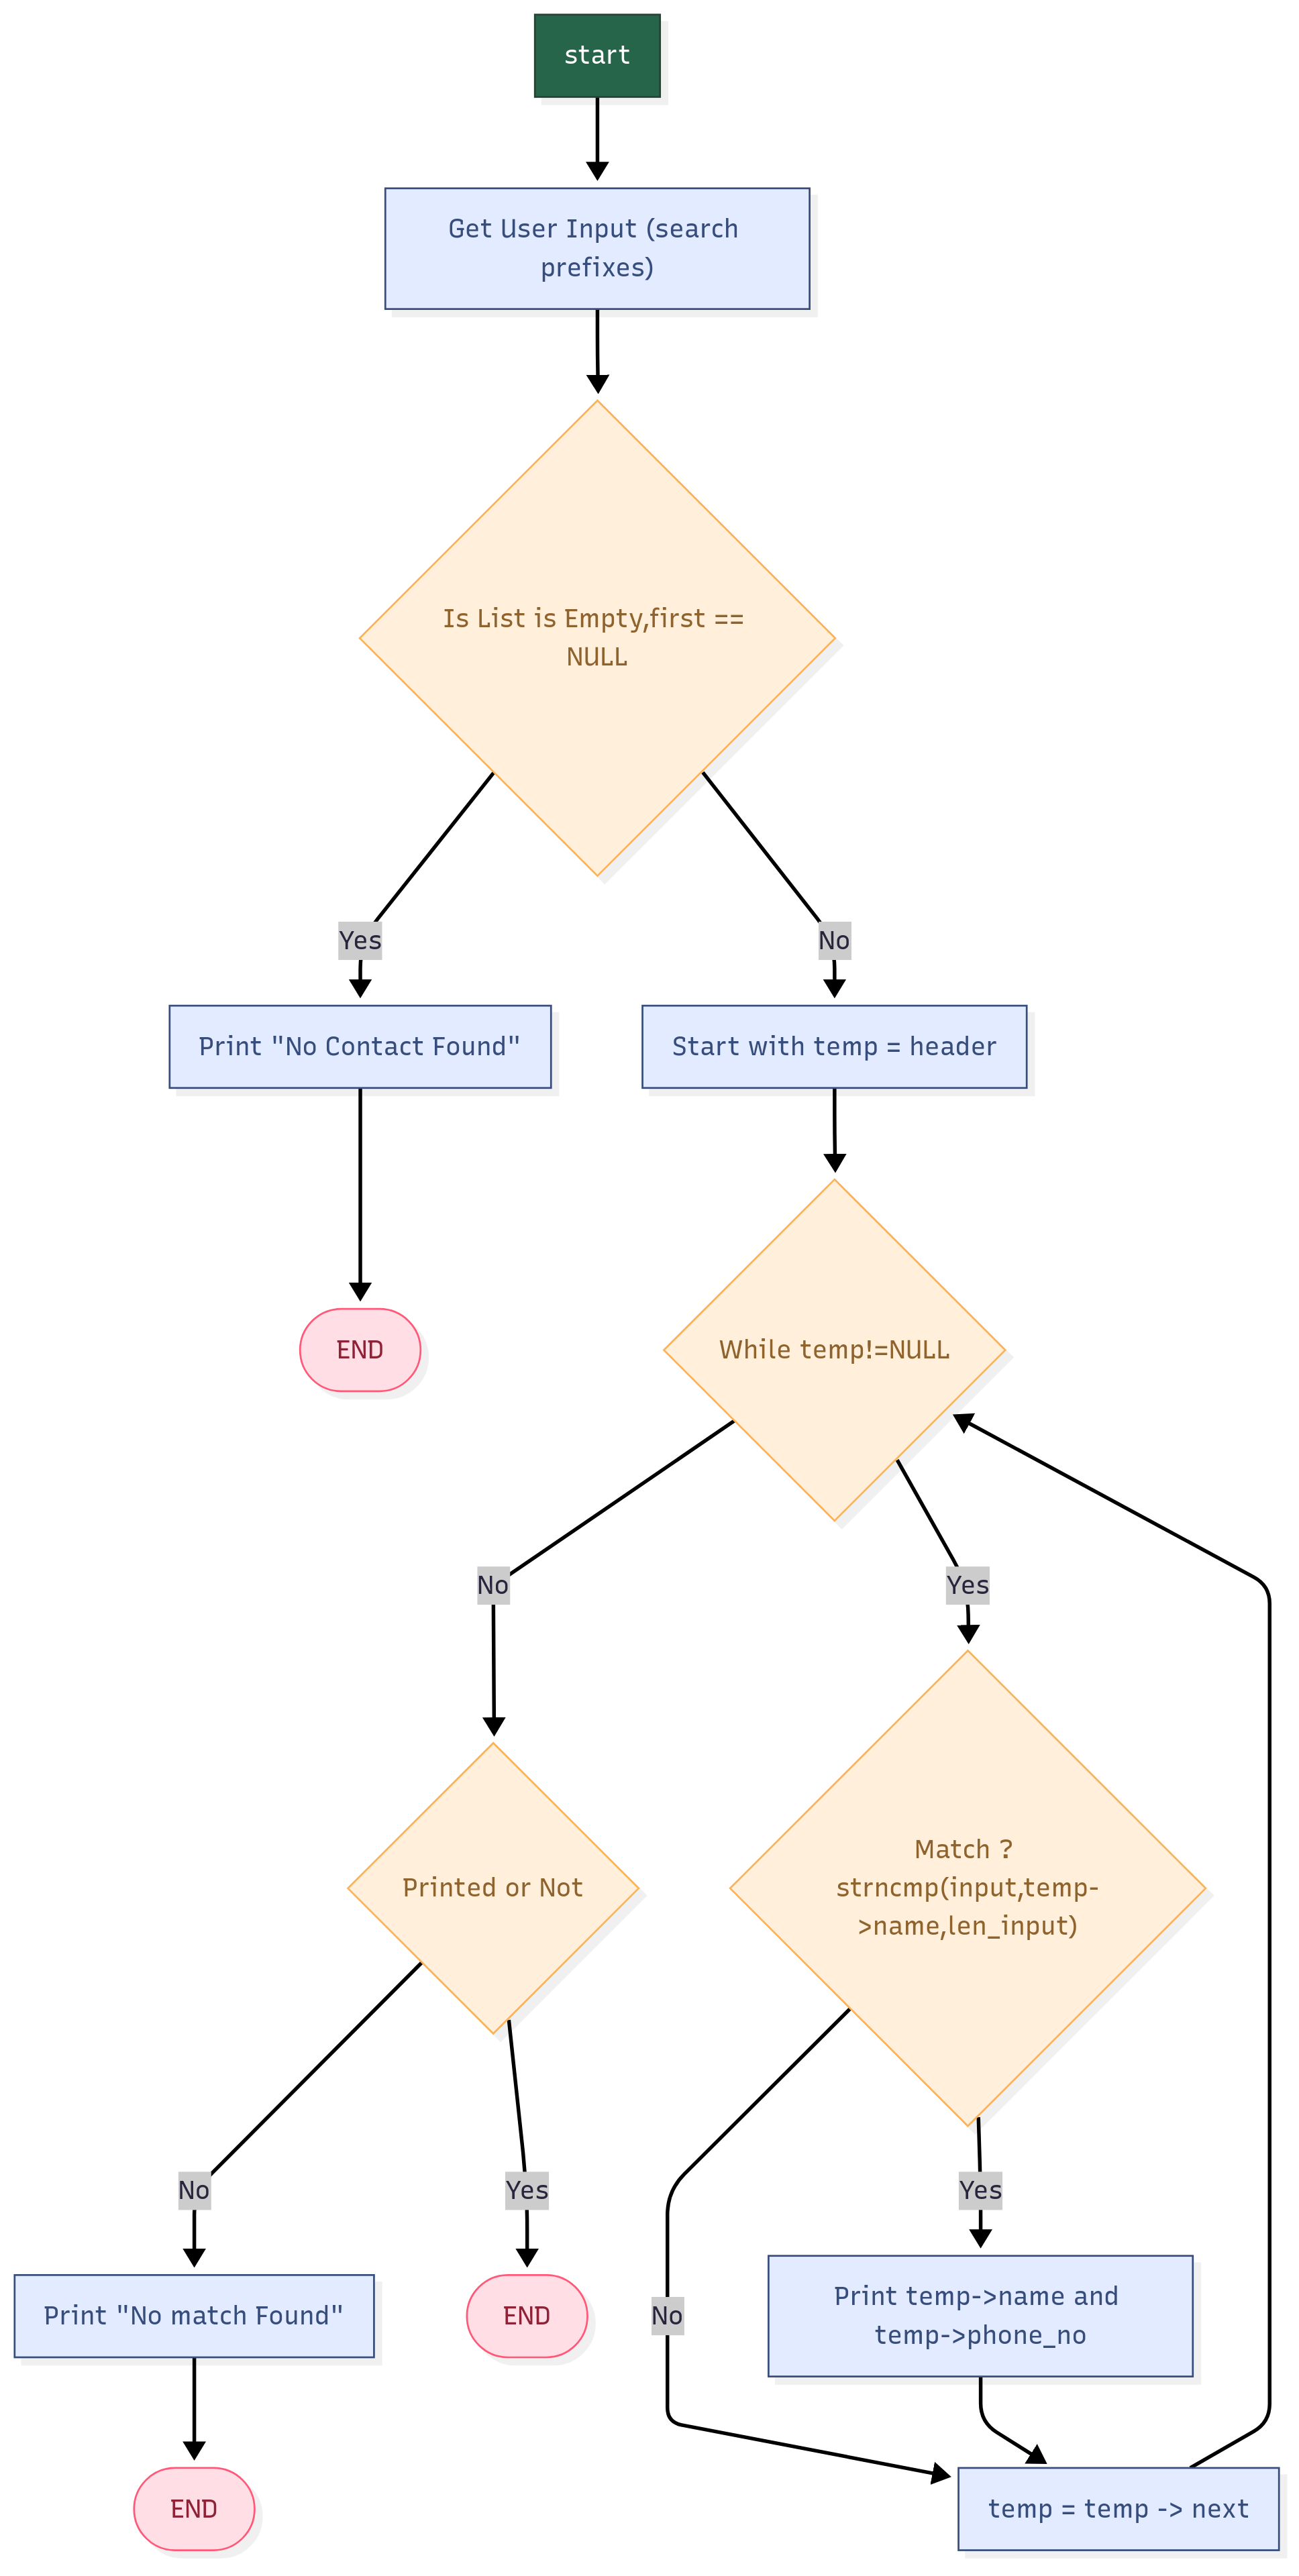 start
Get User Input (search
prefixes)
Is List is Empty,first ==
NULL
Yes
No
Print "No Contact Found"
Start with temp = header
END
While temp!=NULL
No
Yes
Printed or Not
Match ?
strncmp(input,temp-
>name,len_input)
No
Yes
Yes
Print "No match Found"
END
No
Print temp->name and
temp->phone_no
END
temp = temp -> next